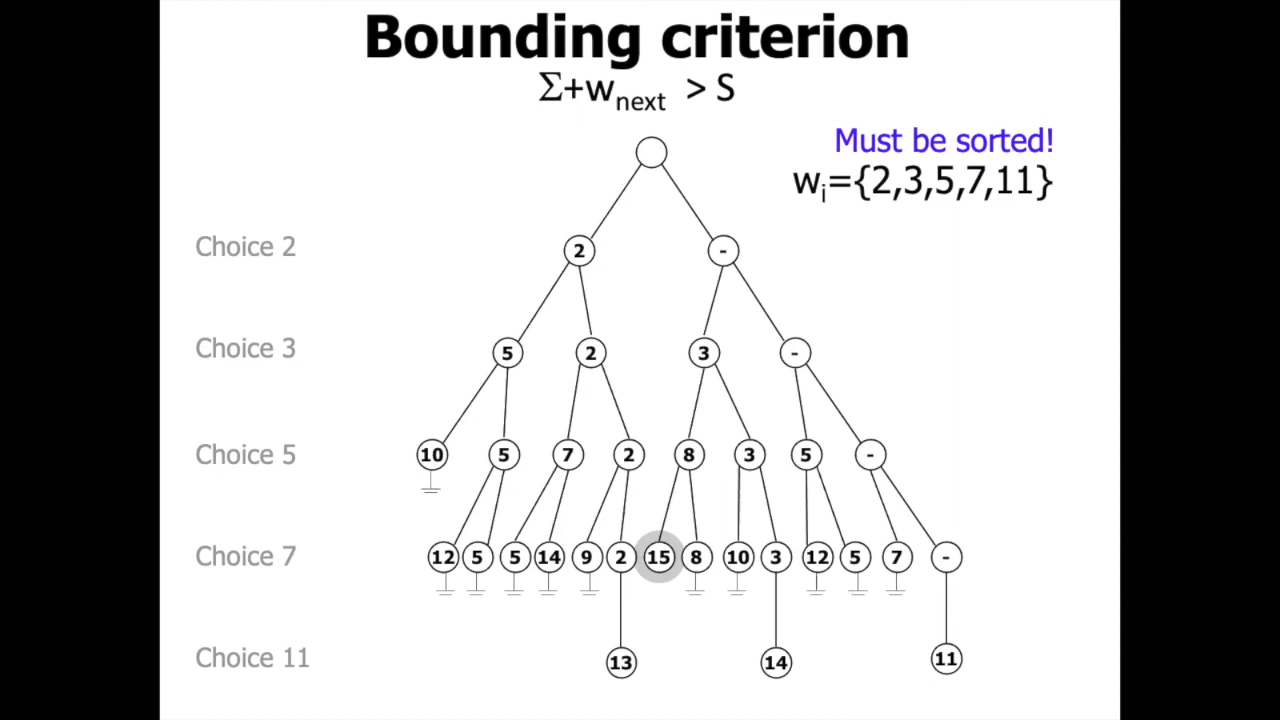 Bounding criterion
Σ+wnext > S
Must be sorted!
wi={2,3,5,7,11}
Choice 2
2 -
Choice 3
5 2 3 -
Choice 5
10 5 7 2 8 3 5 -
Choice 7
12 5 5 14 9 2 15 8 10 3 12 5 7 -
Choice 11
13 14 11